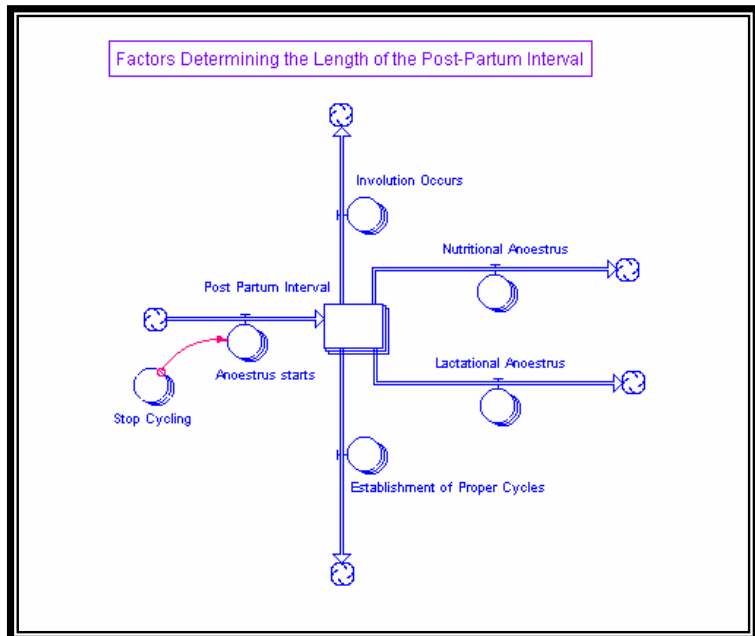 Factors Determining the Length of the Post-Partum Interval
Involution Occurs
Nutritional Anoestrus
Post Partum Interval
Lactational Anoestrus
Anoestrus starts
Stop Cycling
Establishment of Proper Cycles